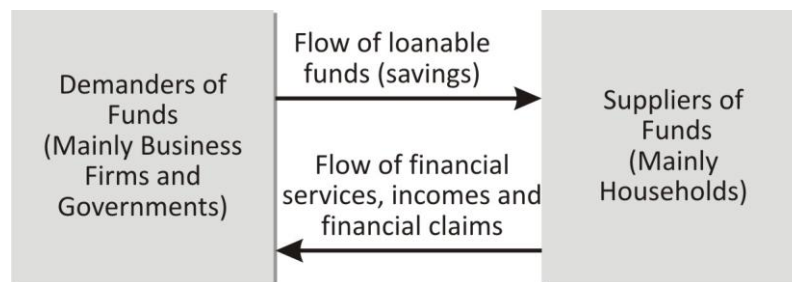 Demanders of
Funds
(Mainly Business
Firms and
Governments)
Flow of loanable
funds (savings)
Flow of financial
services, incomes and
financial claims
Suppliers of
Funds
(Mainly
Households)